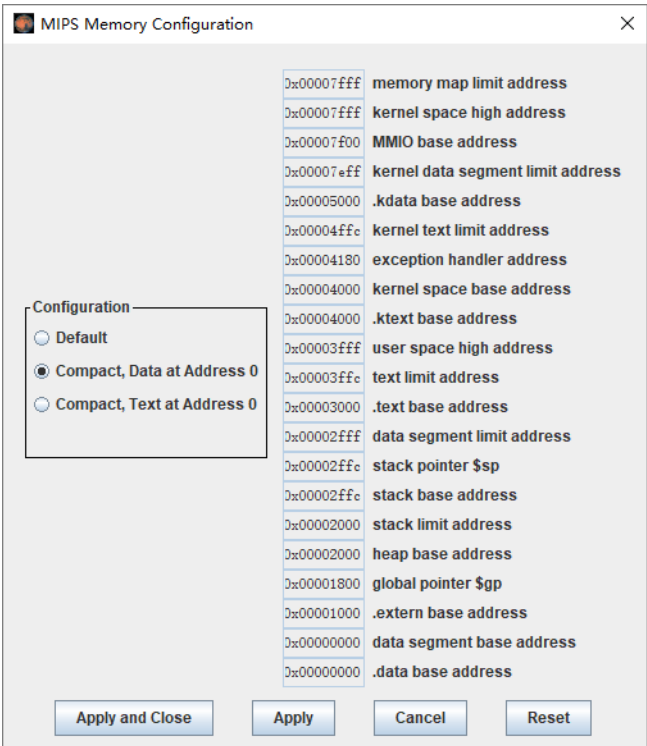 MIPS Memory Configuration
0x00007fff memory map limit address
0x00007fff kernel space high address
0x00007f00 MMIO base address
0x00007eff kernel data segment limit address
0x00005000 .kdata base address
0x00004ffc kernel text limit address
0x00004180 exception handler address
0x00004000 kernel space base address
0x00004000 .ktext base address
0x00003fff user space high address
0x00003ffc text limit address
0x00003000 .text base address
0x00002fff data segment limit address
0x00002ffc stack pointer $sp
0x00002ffc stack base address
0x00002000 stack limit address
0x00002000 heap base address
0x00001800 global pointer $gp
0x00001000 .extern base address
0x00000000 data segment base address
0x00000000 .data base address
Configuration
Default
Compact, Data at Address 0
Compact, Text at Address 0
Apply and Close Apply Cancel Reset